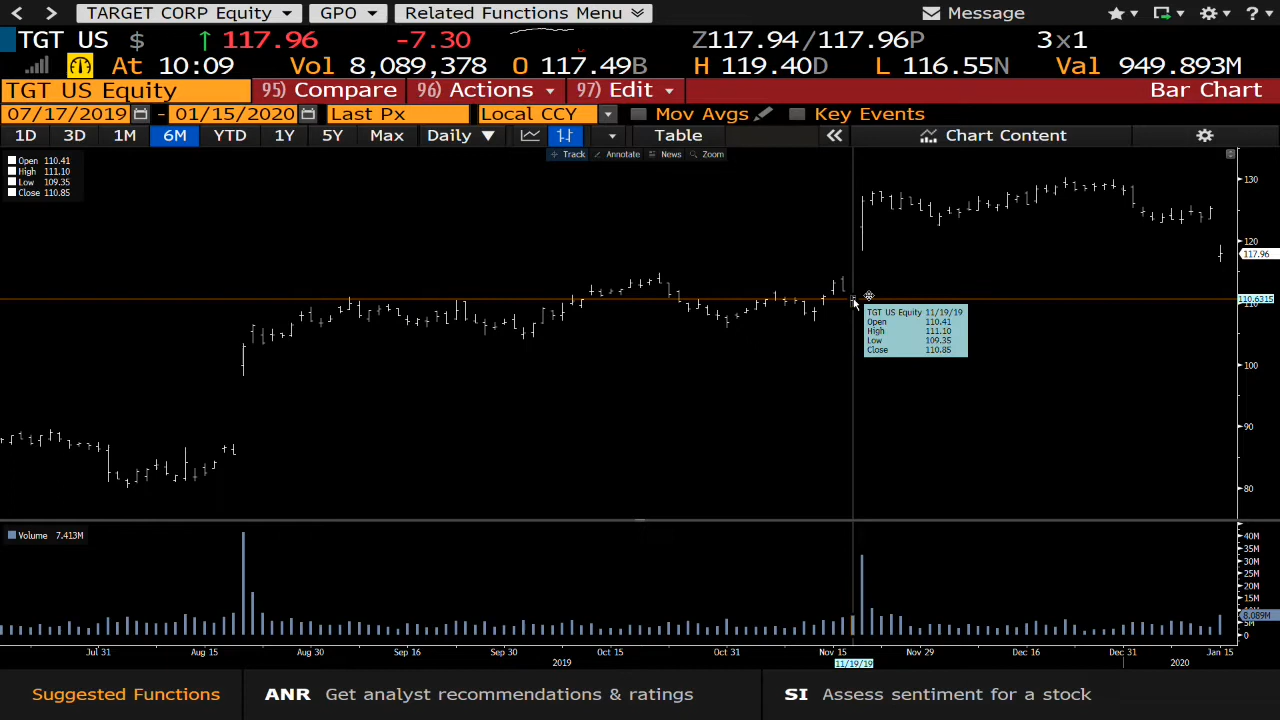 TARGET CORP Equity GPO Related Functions Menu Message
TGT US $ ↑ 117.96 -7.30 Z117.94/117.96P 3x1
At 10:09 Vol 8,089,378 O 117.49B H 119.40D L 116.55N Val 949.893M
TGT US Equity 95) Compare 96) Actions 97) Edit Bar Chart
07/17/2019 - 01/15/2020 Last Px Local CCY Mov Avgs Key Events
1D 3D 1M 6M YTD 1Y 5Y Max Daily ▼ Table « Chart Content
Track Annotate News Zoom
Open 110.41
High 111.10
Low 109.35
Close 110.85
130
120
117.96
110.6315
110
TGT US Equity 11/19/19
Open 110.41
High 111.10
Low 109.35
Close 110.85
100
90
80
Volume 7.413M
40M
35M
30M
25M
20M
15M
10M
8.089M
5M
0
Jul 31 Aug 15 Aug 30 Sep 16 Sep 30 Oct 15 Oct 31 Nov 15 Nov 29 Dec 16 Dec 31 Jan 15
2019 11/19/19 2020
Suggested Functions ANR Get analyst recommendations & ratings SI Assess sentiment for a stock